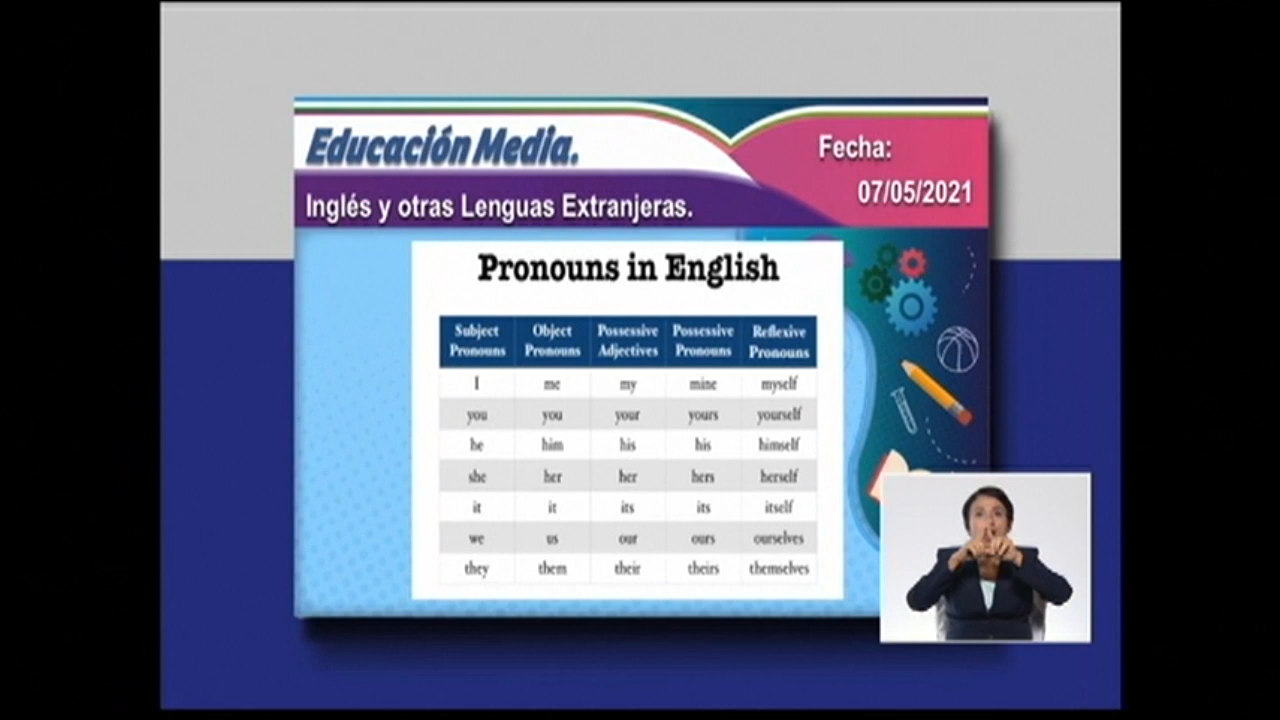 Educación Media.
Fecha:
07/05/2021
Inglés y otras Lenguas Extranjeras.
Pronouns in English
Subject Pronouns Object Pronouns Possessive Adjectives Possessive Pronouns Reflexive Pronouns
I me my mine myself
you you your yours yourself
he him his his himself
she her her hers herself
it it its its itself
we us our ours ourselves
they them their theirs themselves